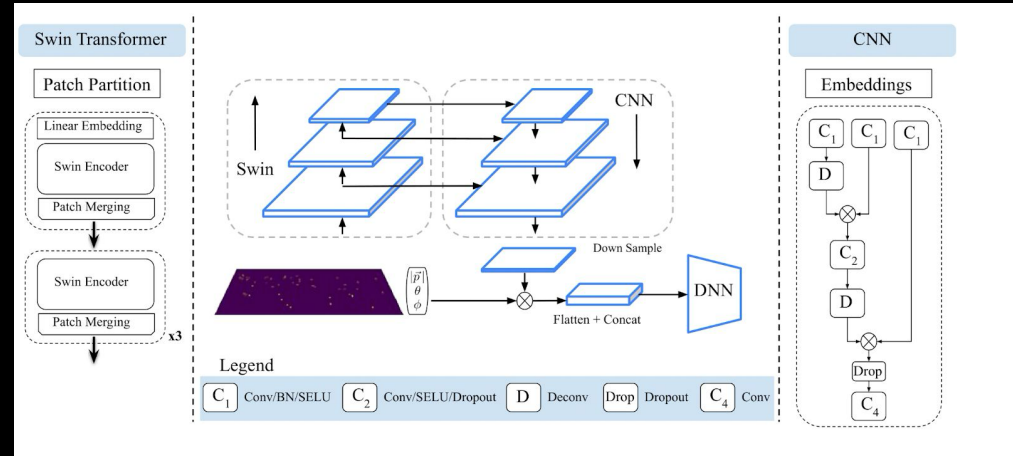 Swin Transformer
Patch Partition
Linear Embedding
Swin Encoder
Patch Merging
Swin Encoder
Patch Merging
x3
Swin
CNN
Down Sample
|p⃗|
θ
ϕ
Flatten + Concat
DNN
Legend
C₁ Conv/BN/SELU C₂ Conv/SELU/Dropout D Deconv Drop Dropout C₄ Conv
CNN
Embeddings
C₁ C₁ C₁
D
C₂
D
Drop
C₄